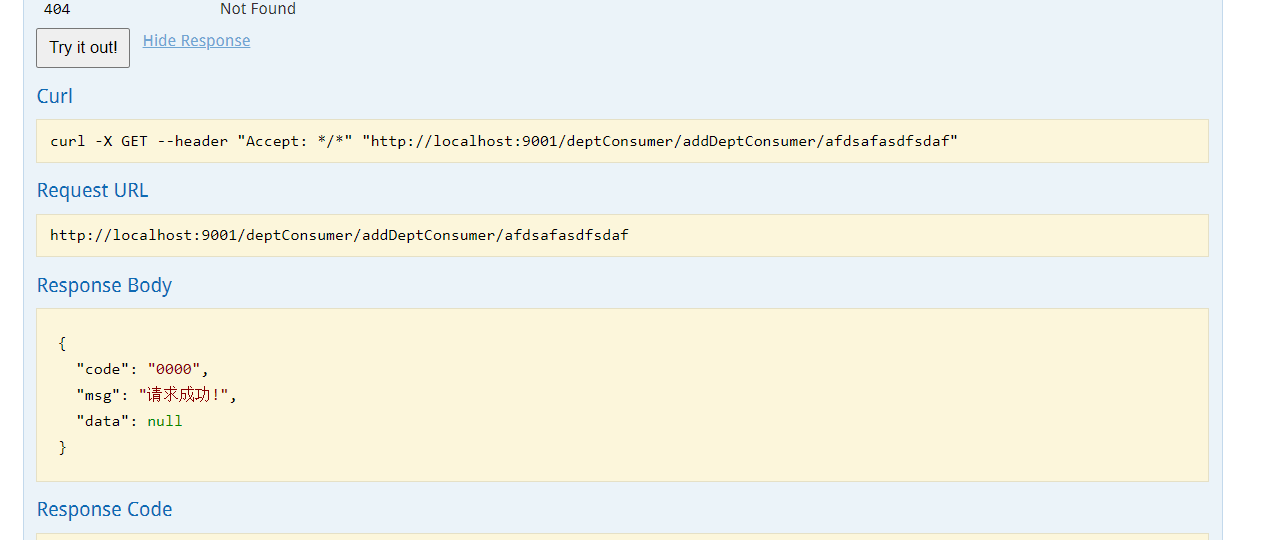 404 Not Found
Try it out! Hide Response
Curl
curl -X GET --header "Accept: */*" "http://localhost:9001/deptConsumer/addDeptConsumer/afdsafasdfsdaf"
Request URL
http://localhost:9001/deptConsumer/addDeptConsumer/afdsafasdfsdaf
Response Body
{
  "code": "0000",
  "msg": "请求成功!",
  "data": null
}
Response Code